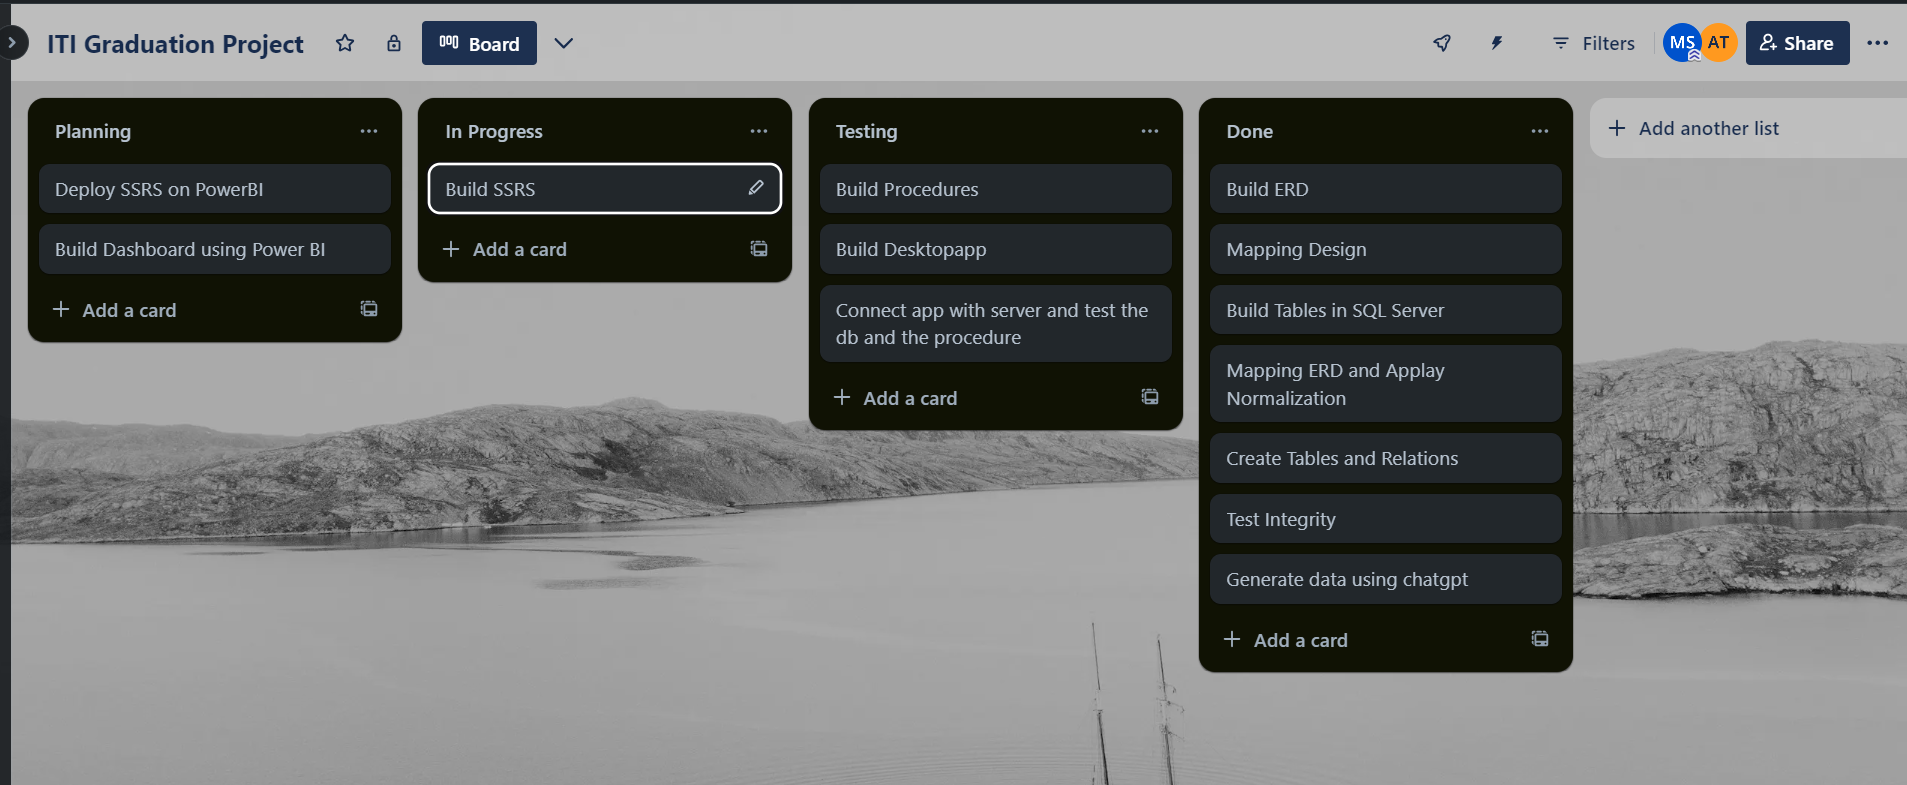 ITI Graduation Project
Board
Filters
MS
AT
Share
Planning
Deploy SSRS on PowerBI
Build Dashboard using Power BI
Add a card
In Progress
Build SSRS
Add a card
Testing
Build Procedures
Build Desktopapp
Connect app with server and test the
db and the procedure
Add a card
Done
Build ERD
Mapping Design
Build Tables in SQL Server
Mapping ERD and Applay
Normalization
Create Tables and Relations
Test Integrity
Generate data using chatgpt
Add a card
Add another list